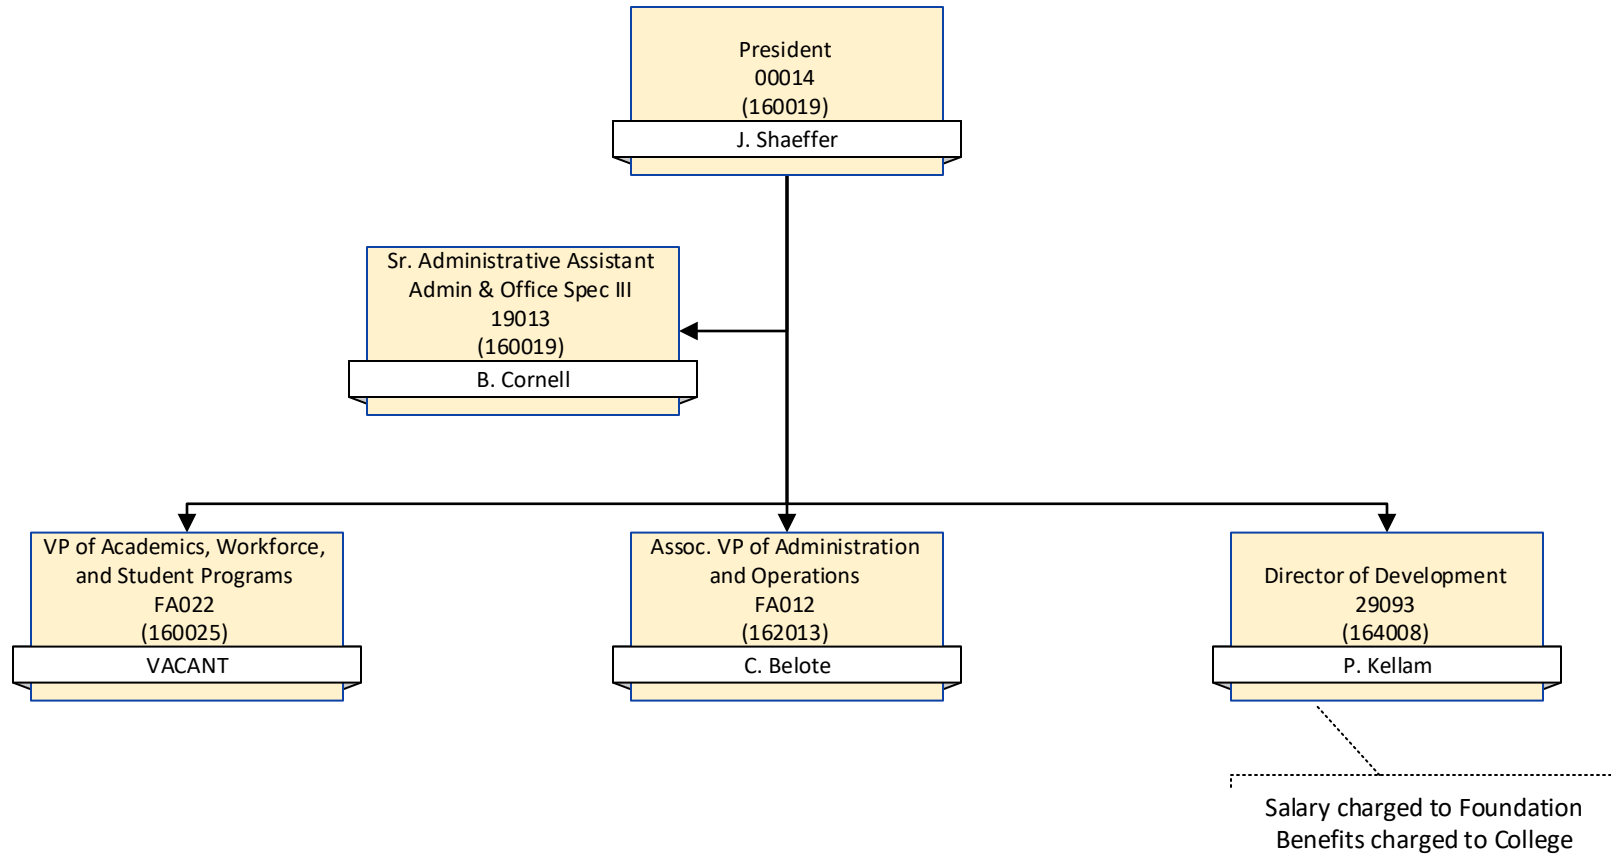 President
00014
(160019)
J. Shaeffer
Sr. Administrative Assistant
Admin & Office Spec III
19013
(160019)
B. Cornell
VP of Academics, Workforce,
and Student Programs
FA022
(160025)
VACANT
Assoc. VP of Administration
and Operations
FA012
(162013)
C. Belote
Director of Development
29093
(164008)
P. Kellam
Salary charged to Foundation
Benefits charged to College